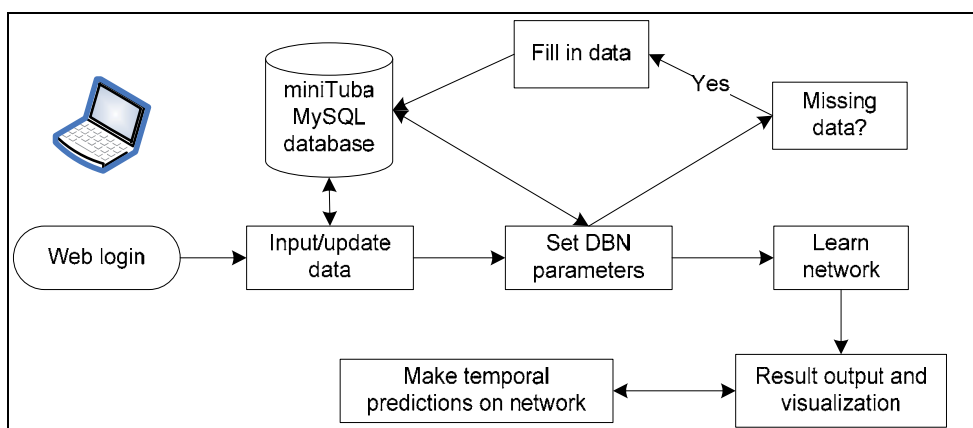 Fill in data
miniTuba
MySQL
database
Yes
Missing
data?
Web login
Input/update
data
Set DBN
parameters
Learn
network
Make temporal
predictions on network
Result output and
visualization